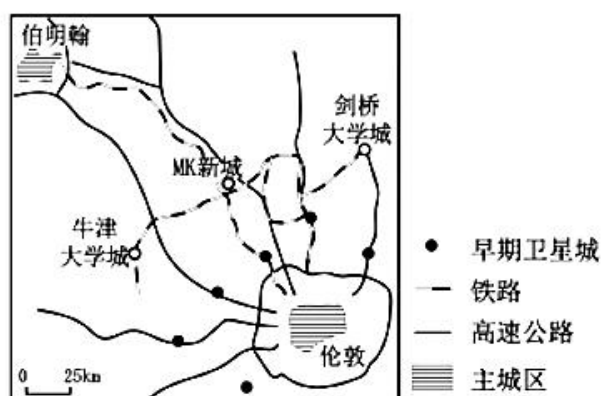 伯明翰
剑桥
大学城
MK新城
牛津
大学城
伦敦
0 25km
早期卫星城
铁路
高速公路
主城区